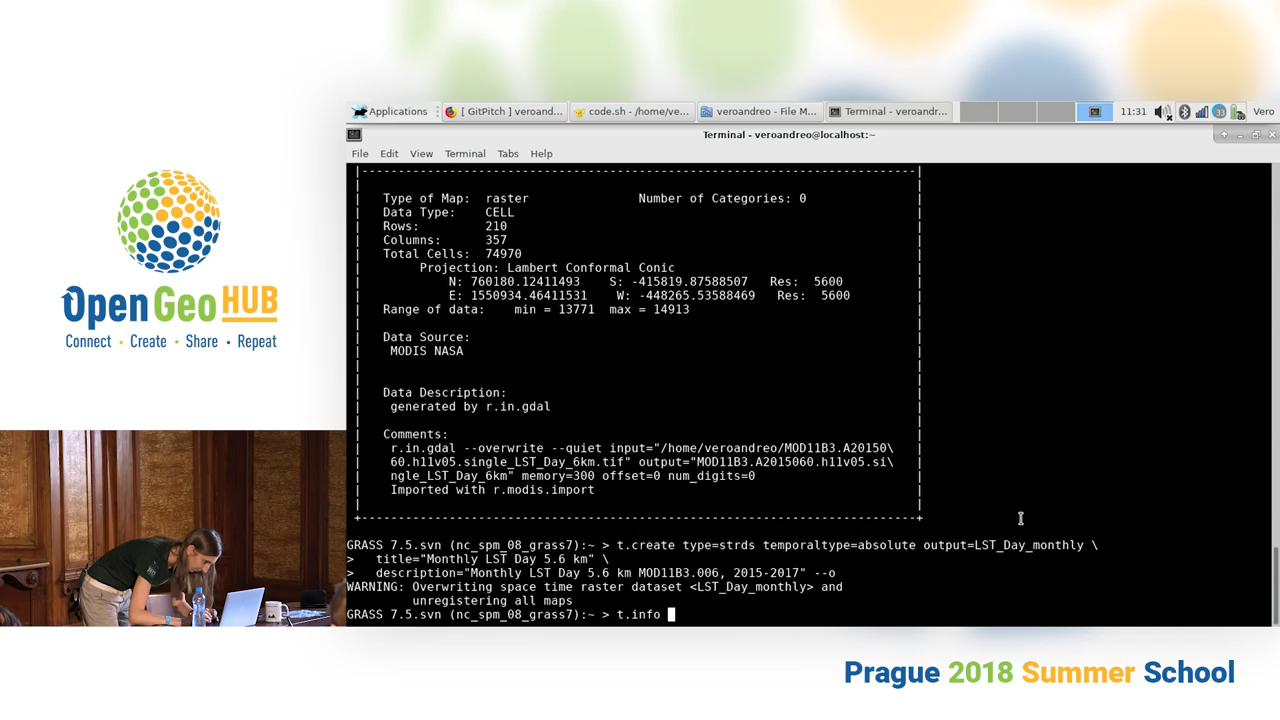 Applications
[ GitPitch ] veroand...
code.sh - /home/ve...
veroandreo - File M...
Terminal - veroandr...
11:31
33
Vero
Terminal - veroandreo@localhost:~
File Edit View Terminal Tabs Help
Type of Map: raster Number of Categories: 0
Data Type: CELL
Rows: 210
Columns: 357
Total Cells: 74970
Projection: Lambert Conformal Conic
N: 760180.12411493 S: -415819.87588507 Res: 5600
E: 1550934.46411531 W: -448265.53588469 Res: 5600
Range of data: min = 13771 max = 14913
Data Source:
MODIS NASA
Data Description:
generated by r.in.gdal
Comments:
r.in.gdal --overwrite --quiet input="/home/veroandreo/MOD11B3.A20150\
60.h11v05.single_LST_Day_6km.tif" output="MOD11B3.A2015060.h11v05.si\
ngle_LST_Day_6km" memory=300 offset=0 num_digits=0
Imported with r.modis.import
GRASS 7.5.svn (nc_spm_08_grass7):~ > t.create type=strds temporaltype=absolute output=LST_Day_monthly \
> title="Monthly LST Day 5.6 km" \
> description="Monthly LST Day 5.6 km MOD11B3.006, 2015-2017" --o
WARNING: Overwriting space time raster dataset <LST_Day_monthly> and
unregistering all maps
GRASS 7.5.svn (nc_spm_08_grass7):~ > t.info
Open Geo HUB
Connect • Create • Share • Repeat
Prague 2018 Summer School